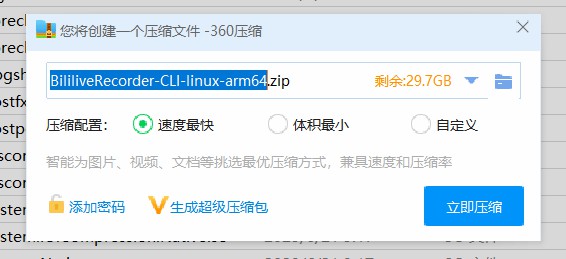 您将创建一个压缩文件 -360压缩
BililiveRecorder-CLI-linux-arm64.zip 剩余:29.7GB
压缩配置： 速度最快 体积最小 自定义
智能为图片、视频、文档等挑选最优压缩方式，兼具速度和压缩率
添加密码 生成超级压缩包 立即压缩